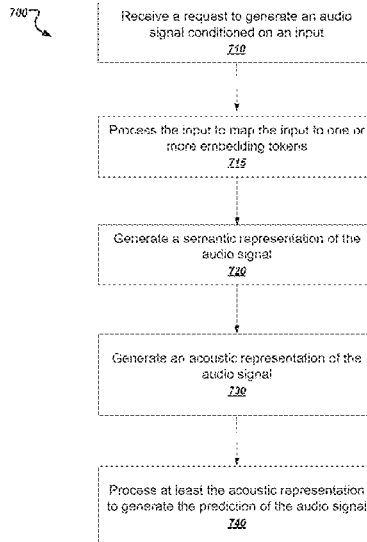 700
Receive a request to generate an audio
signal conditioned on an input
710
Process the input to map the input to one or
more embedding tokens
715
Generate a semantic representation of the
audio signal
720
Generate an acoustic representation of the
audio signal
730
Process at least the acoustic representation
to generate the prediction of the audio signal
740